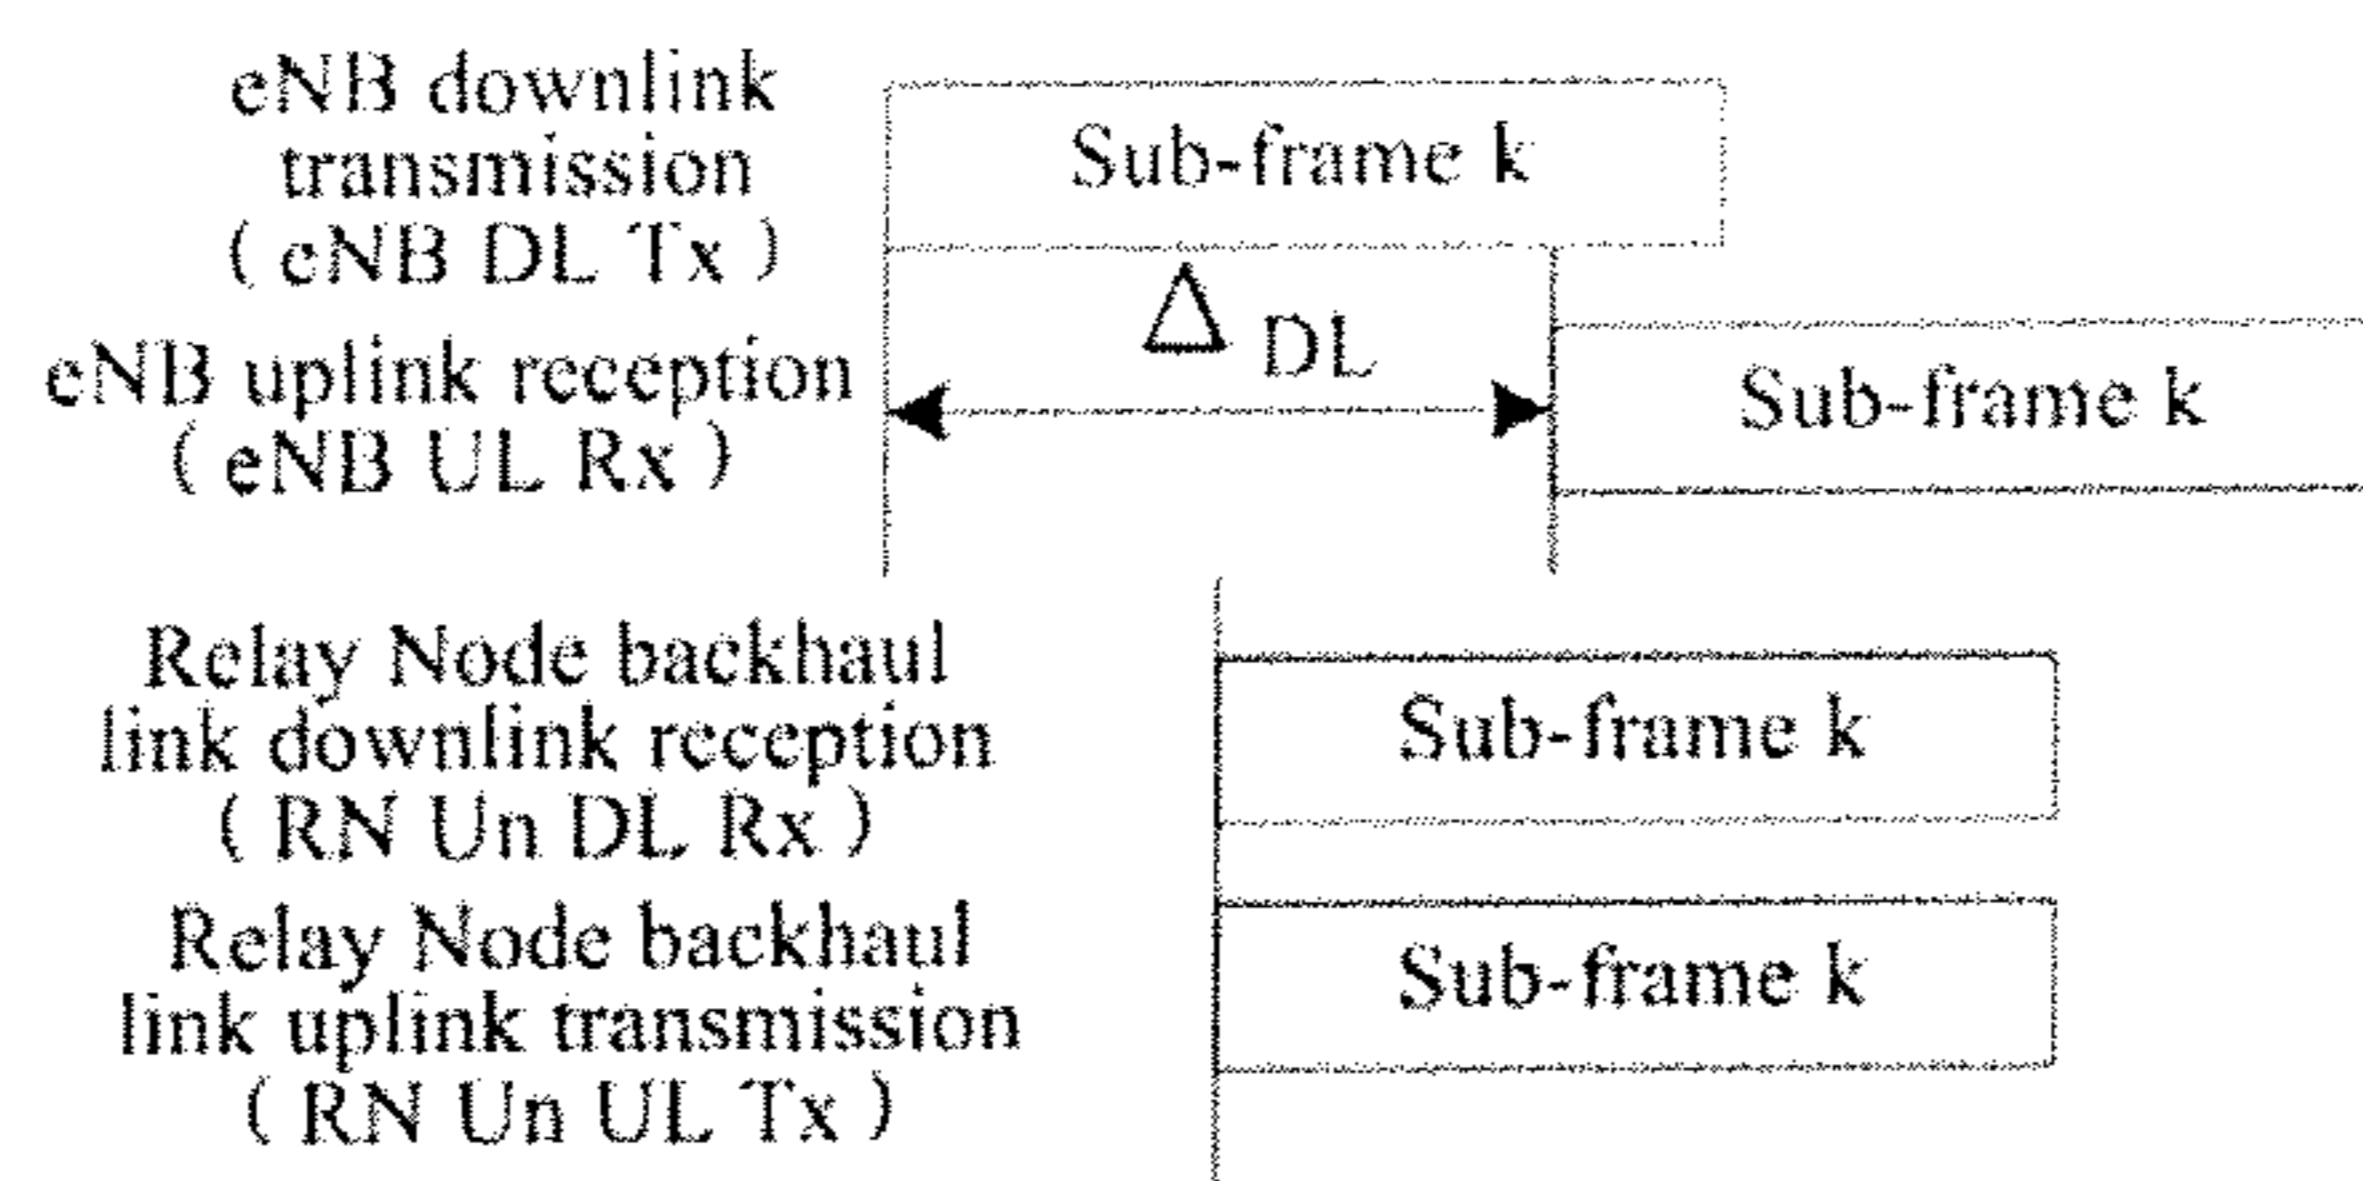 eNB downlink
transmission
( eNB DL Tx )
Sub-frame k
Δ DL
eNB uplink reception
( eNB UL Rx )
Sub-frame k
Relay Node backhaul
link downlink reception
( RN Un DL Rx )
Sub-frame k
Relay Node backhaul
link uplink transmission
( RN Un UL Tx )
Sub-frame k